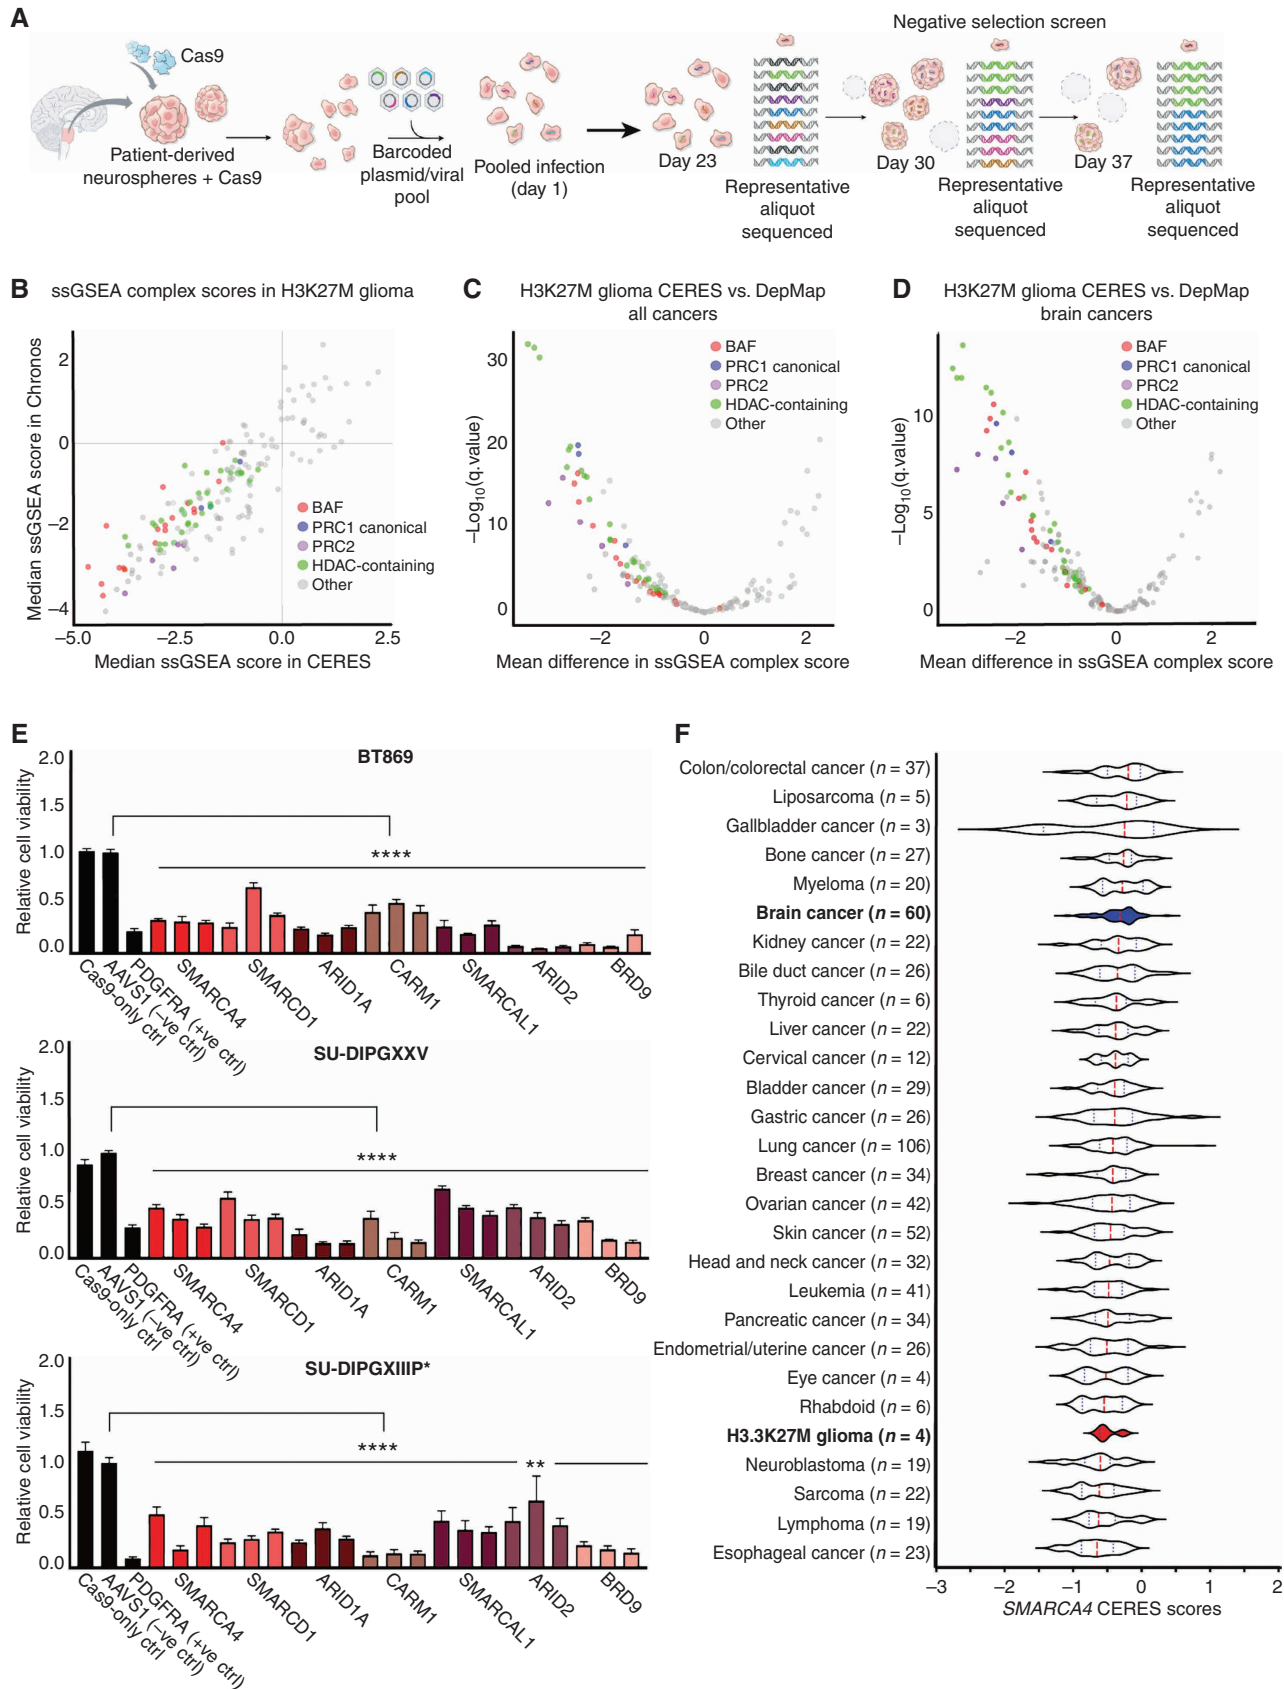 A
Negative selection screen
Cas9
Patient-derived
neurospheres + Cas9
Barcoded
plasmid/viral
pool
Pooled infection
(day 1)
Day 23
Representative
aliquot
sequenced
Day 30
Representative
aliquot
sequenced
Day 37
Representative
aliquot
sequenced
B
ssGSEA complex scores in H3K27M glioma
Median ssGSEA score in Chronos
2
0
−2
−4
−5.0
−2.5
0.0
2.5
Median ssGSEA score in CERES
BAF
PRC1 canonical
PRC2
HDAC-containing
Other
C
H3K27M glioma CERES vs. DepMap
all cancers
−Log10(q.value)
30
20
10
0
−2
0
2
Mean difference in ssGSEA complex score
BAF
PRC1 canonical
PRC2
HDAC-containing
Other
D
H3K27M glioma CERES vs. DepMap
brain cancers
−Log10(q.value)
10
5
0
−2
0
2
Mean difference in ssGSEA complex score
BAF
PRC1 canonical
PRC2
HDAC-containing
Other
E
BT869
Relative cell viability
2.0
1.5
1.0
0.5
0.0
****
Cas9-only ctrl
AAVS1 (−ve ctrl)
PDGFRA (+ve ctrl)
SMARCA4
SMARCD1
ARID1A
CARM1
SMARCAL1
ARID2
BRD9
SU-DIPGXXV
Relative cell viability
2.0
1.5
1.0
0.5
0.0
****
Cas9-only ctrl
AAVS1 (−ve ctrl)
PDGFRA (+ve ctrl)
SMARCA4
SMARCD1
ARID1A
CARM1
SMARCAL1
ARID2
BRD9
SU-DIPGXIIIP*
Relative cell viability
2.0
1.5
1.0
0.5
0.0
****
**
Cas9-only ctrl
AAVS1 (−ve ctrl)
PDGFRA (+ve ctrl)
SMARCA4
SMARCD1
ARID1A
CARM1
SMARCAL1
ARID2
BRD9
F
Colon/colorectal cancer (n = 37)
Liposarcoma (n = 5)
Gallbladder cancer (n = 3)
Bone cancer (n = 27)
Myeloma (n = 20)
Brain cancer (n = 60)
Kidney cancer (n = 22)
Bile duct cancer (n = 26)
Thyroid cancer (n = 6)
Liver cancer (n = 22)
Cervical cancer (n = 12)
Bladder cancer (n = 29)
Gastric cancer (n = 26)
Lung cancer (n = 106)
Breast cancer (n = 34)
Ovarian cancer (n = 42)
Skin cancer (n = 52)
Head and neck cancer (n = 32)
Leukemia (n = 41)
Pancreatic cancer (n = 34)
Endometrial/uterine cancer (n = 26)
Eye cancer (n = 4)
Rhabdoid (n = 6)
H3.3K27M glioma (n = 4)
Neuroblastoma (n = 19)
Sarcoma (n = 22)
Lymphoma (n = 19)
Esophageal cancer (n = 23)
−3
−2
−1
0
1
2
SMARCA4 CERES scores